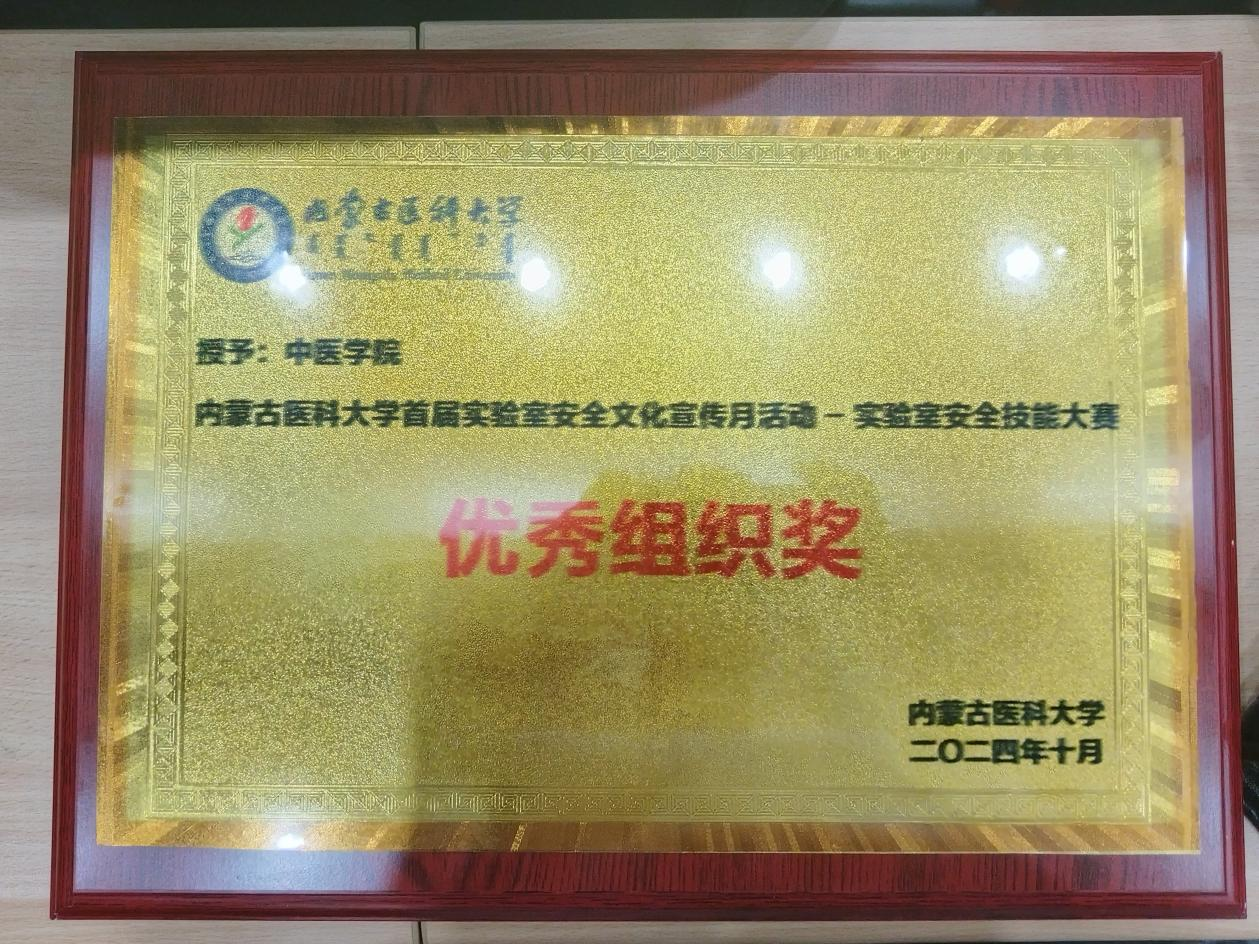 内蒙古医科大学
授予：中医学院
内蒙古医科大学首届实验室安全文化宣传月活动－实验室安全技能大赛
优秀组织奖
内蒙古医科大学
二〇二四年十月